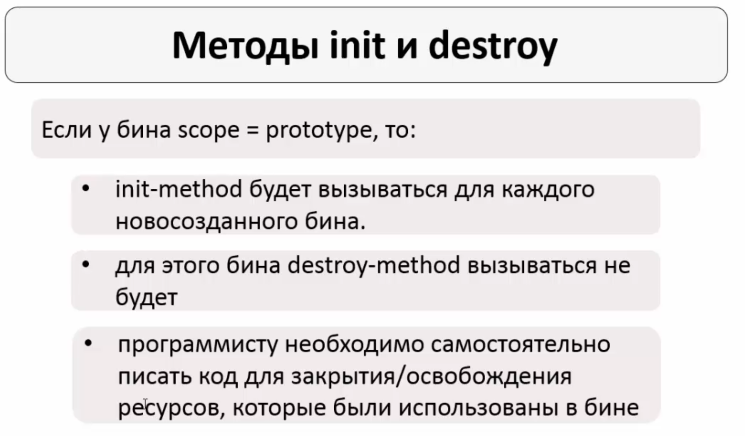 Методы init и destroy
Если у бина scope = prototype, то:
• init-method будет вызываться для каждого
новосозданного бина.
• для этого бина destroy-method вызываться не
будет
• программисту необходимо самостоятельно
писать код для закрытия/освобождения
ресурсов, которые были использованы в бине